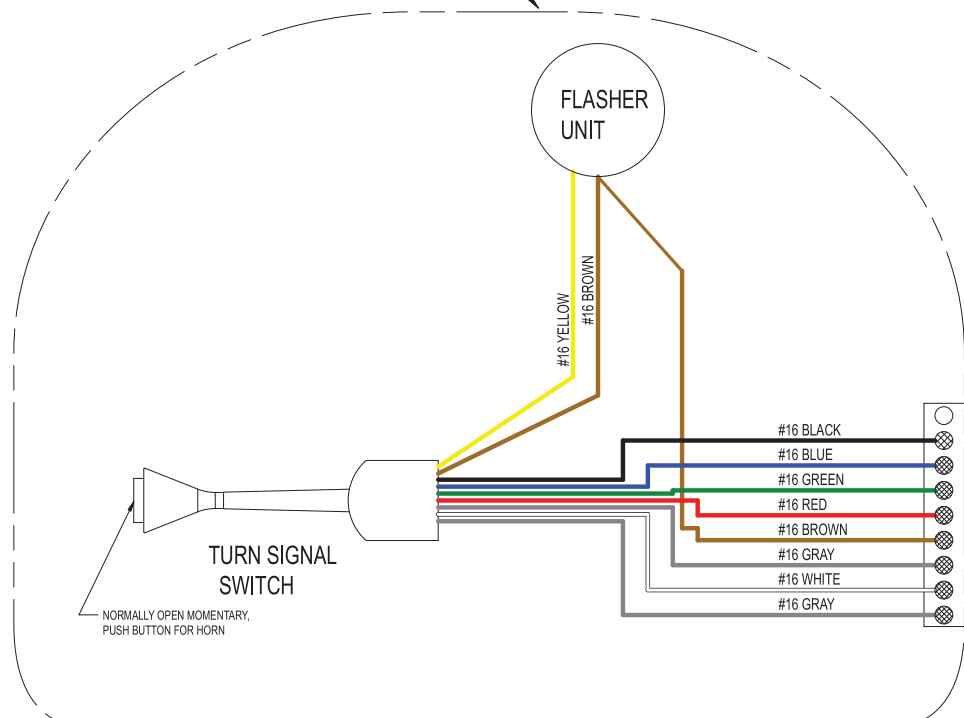 FLASHER
UNIT
#16 YELLOW
#16 BROWN
#16 BLACK
#16 BLUE
#16 GREEN
#16 RED
#16 BROWN
#16 GRAY
#16 WHITE
#16 GRAY
TURN SIGNAL
SWITCH
NORMALLY OPEN MOMENTARY,
PUSH BUTTON FOR HORN